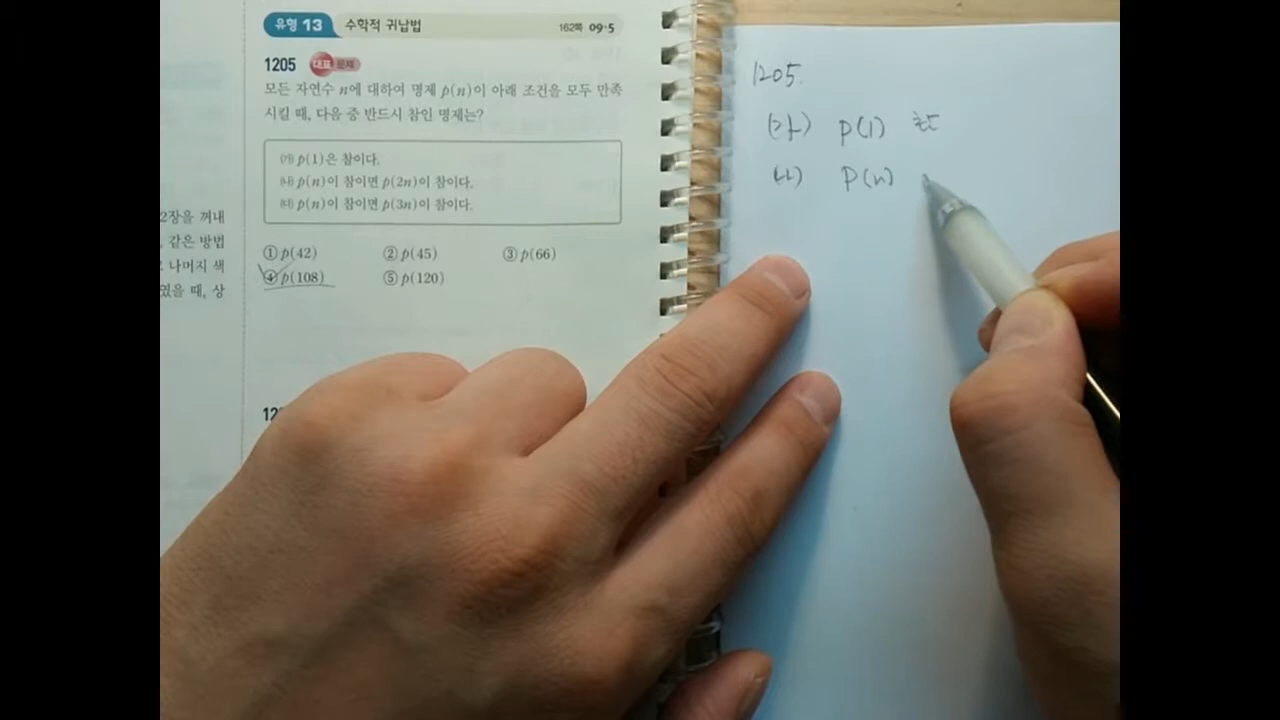 유형 13 수학적 귀납법 162쪽 09-5
1205 대표 문제
모든 자연수 n에 대하여 명제 p(n)이 아래 조건을 모두 만족
시킬 때, 다음 중 반드시 참인 명제는?
㈎ p(1)은 참이다.
㈏ p(n)이 참이면 p(2n)이 참이다.
㈐ p(n)이 참이면 p(3n)이 참이다.
① p(42) ② p(45) ③ p(66)
④ p(108) ⑤ p(120)
2장을 꺼내
같은 방법
나머지 색
였을 때, 상
1205.
(가) p(1) 참
(나) p(n)